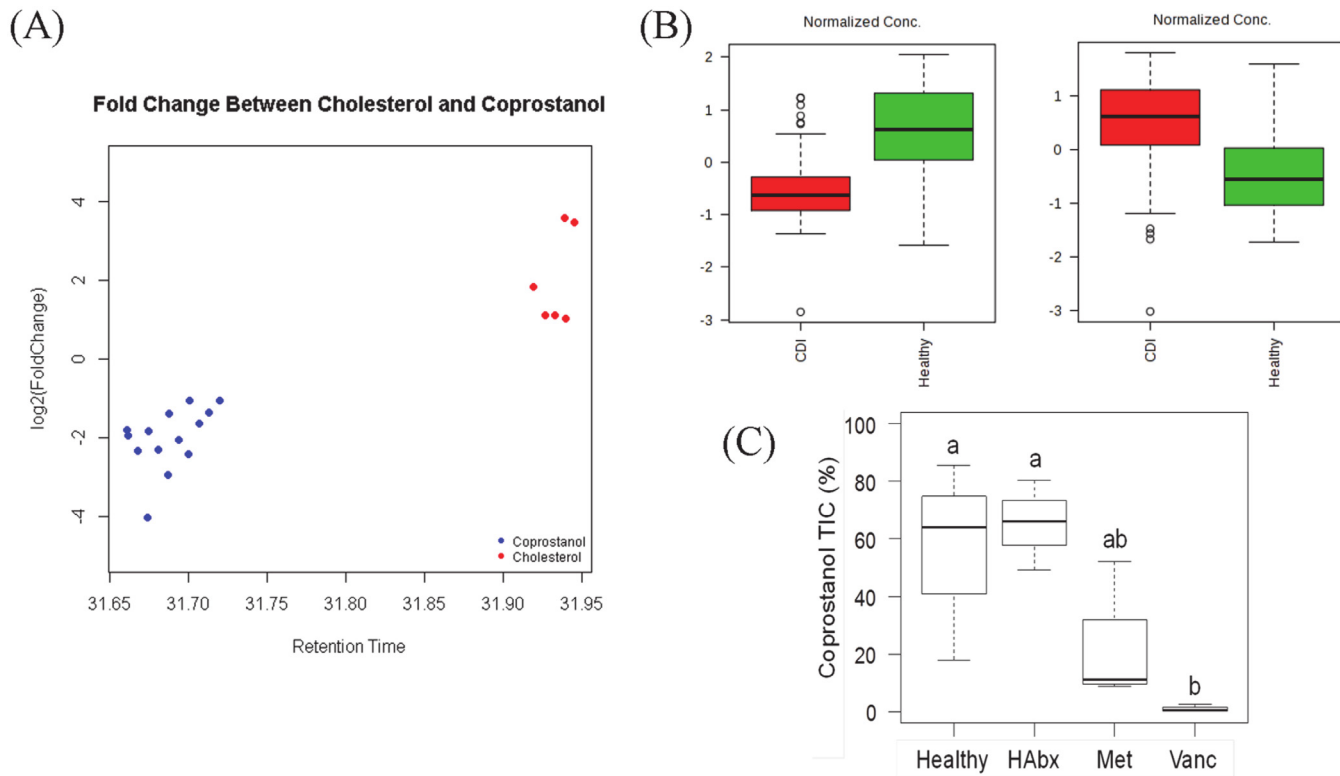 (A)
Fold Change Between Cholesterol and Coprostanol
log2(FoldChange)
4
2
0
-2
-4
Coprostanol
Cholesterol
31.65 31.70 31.75 31.80 31.85 31.90 31.95
Retention Time
(B)
Normalized Conc.
2
1
0
-1
-2
-3
CDI
Healthy
Normalized Conc.
1
0
-1
-2
-3
CDI
Healthy
(C)
Coprostanol TIC (%)
100
80
60
40
20
0
a
a
ab
b
Healthy HAbx Met Vanc